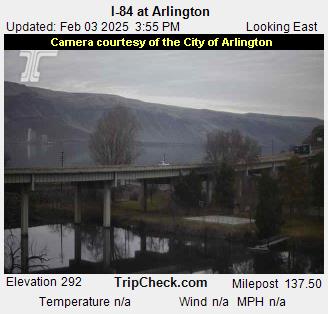 I-84 at Arlington
Updated: Feb 03 2025 3:55 PM Looking East
Camera courtesy of the City of Arlington
Elevation 292 TripCheck.com Milepost 137.50
Temperature n/a Wind n/a MPH n/a